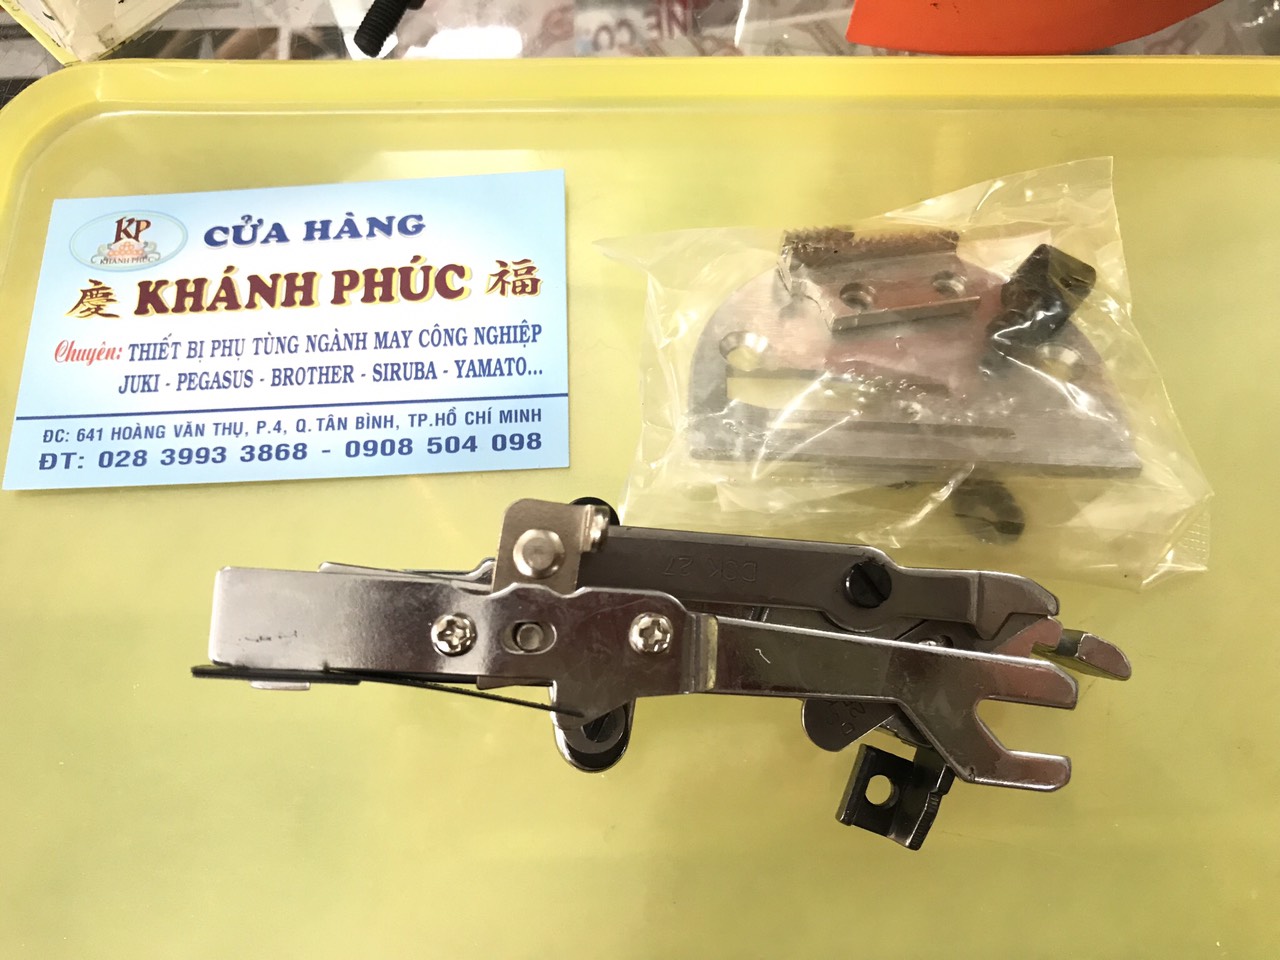 KP
KHÁNH PHÚC
CỬA HÀNG
慶 KHÁNH PHÚC 福
Chuyên: THIẾT BỊ PHỤ TÙNG NGÀNH MAY CÔNG NGHIỆP
JUKI - PEGASUS - BROTHER - SIRUBA - YAMATO...
ĐC: 641 HOÀNG VĂN THỤ, P.4, Q. TÂN BÌNH, TP.HỒ CHÍ MINH
ĐT: 028 3993 3868 - 0908 504 098
NE CO